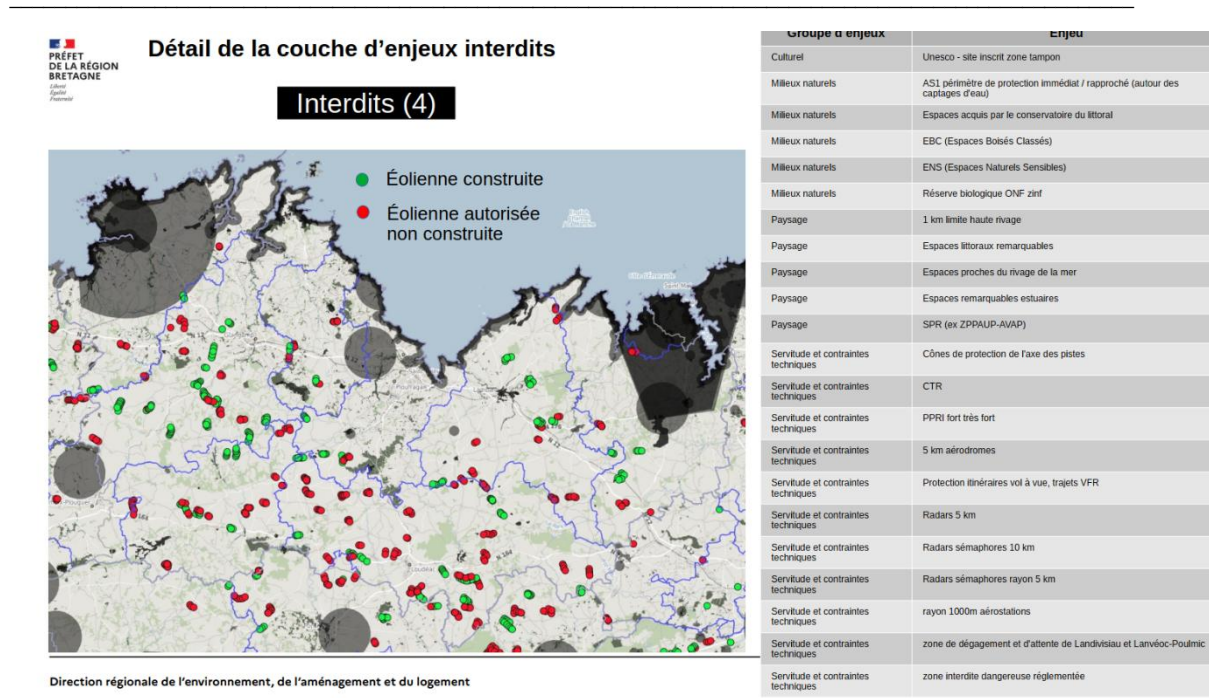 PRÉFET
DE LA RÉGION
BRETAGNE
Liberté
Égalité
Fraternité
Détail de la couche d'enjeux interdits
Interdits (4)
Éolienne construite
Éolienne autorisée
non construite
Côte d'Émeraude
N 12
N 12
N 164
Loudéac
Direction régionale de l'environnement, de l'aménagement et du logement
Groupe d'enjeux Enjeu
Culturel Unesco - site inscrit zone tampon
Milieux naturels AS1 périmètre de protection immédiat / rapproché (autour des
captages d'eau)
Milieux naturels Espaces acquis par le conservatoire du littoral
Milieux naturels EBC (Espaces Boisés Classés)
Milieux naturels ENS (Espaces Naturels Sensibles)
Milieux naturels Réserve biologique ONF zinf
Paysage 1 km limite haute rivage
Paysage Espaces littoraux remarquables
Paysage Espaces proches du rivage de la mer
Paysage Espaces remarquables estuaires
Paysage SPR (ex ZPPAUP-AVAP)
Servitude et contraintes Cônes de protection de l'axe des pistes
techniques
Servitude et contraintes CTR
techniques
Servitude et contraintes PPRI fort très fort
techniques
Servitude et contraintes 5 km aérodromes
techniques
Servitude et contraintes Protection itinéraires vol à vue, trajets VFR
techniques
Servitude et contraintes Radars 5 km
techniques
Servitude et contraintes Radars sémaphores 10 km
techniques
Servitude et contraintes Radars sémaphores rayon 5 km
techniques
Servitude et contraintes rayon 1000m aérostations
techniques
Servitude et contraintes zone de dégagement et d'attente de Landivisiau et Lanvéoc-Poulmic
techniques
Servitude et contraintes zone interdite dangereuse réglementée
techniques